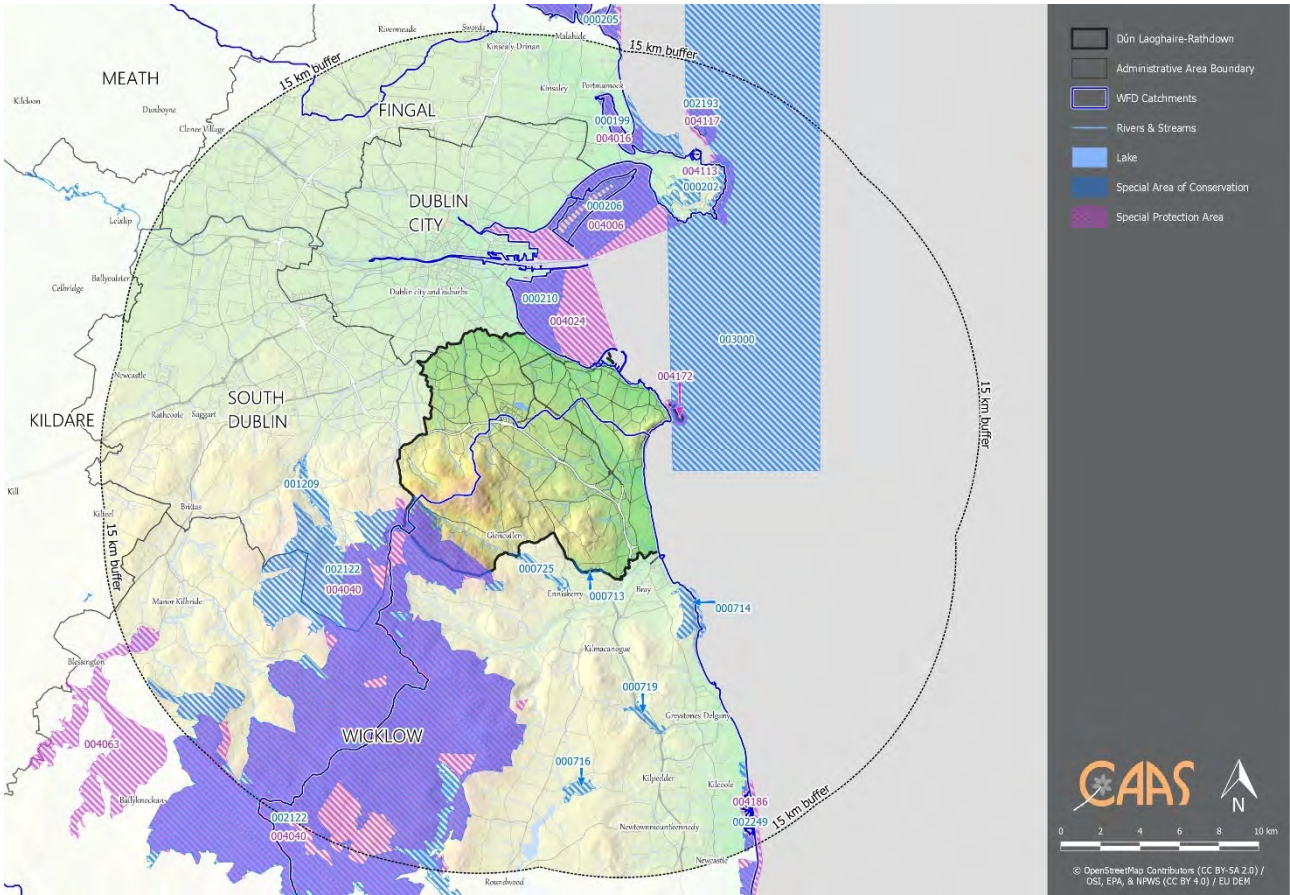 000205
Rivermeade
Swords
Malahide
15 km buffer
Kinsealy-Drinan
15 km buffer
MEATH
Kilcloon
Dunboyne
FINGAL
Kinsaley
Portmarnock
002193
004117
Clonee Village
000199
004016
004113
000202
DUBLIN
CITY
000206
004006
Leixlip
Ballyoulster
Celbridge
Dublin city and suburbs
000210
004024
003000
Newcastle
004172
15 km buffer
SOUTH
DUBLIN
KILDARE
Rathcoole
Saggart
001209
Kill
Kilteel
Brittas
15 km buffer
Glencullen
002122
004040
000725
Enniskerry
000713
Bray
000714
Manor Kilbride
Kilmacanogue
Blessington
000719
Greystones-Delgany
004063
WICKLOW
000716
Kilpedder
Kilcoole
Ballyknockan
004186
002249
15 km buffer
002122
004040
Newtownmountkennedy
Newcastle
Roundwood
Dún Laoghaire-Rathdown
Administrative Area Boundary
WFD Catchments
Rivers & Streams
Lake
Special Area of Conservation
Special Protection Area
CAAS
N
0 2 4 6 8 10 km
© OpenStreetMap Contributors (CC BY-SA 2.0) /
OSI, EPA, & NPWS (CC BY 4.0) / EU DEM